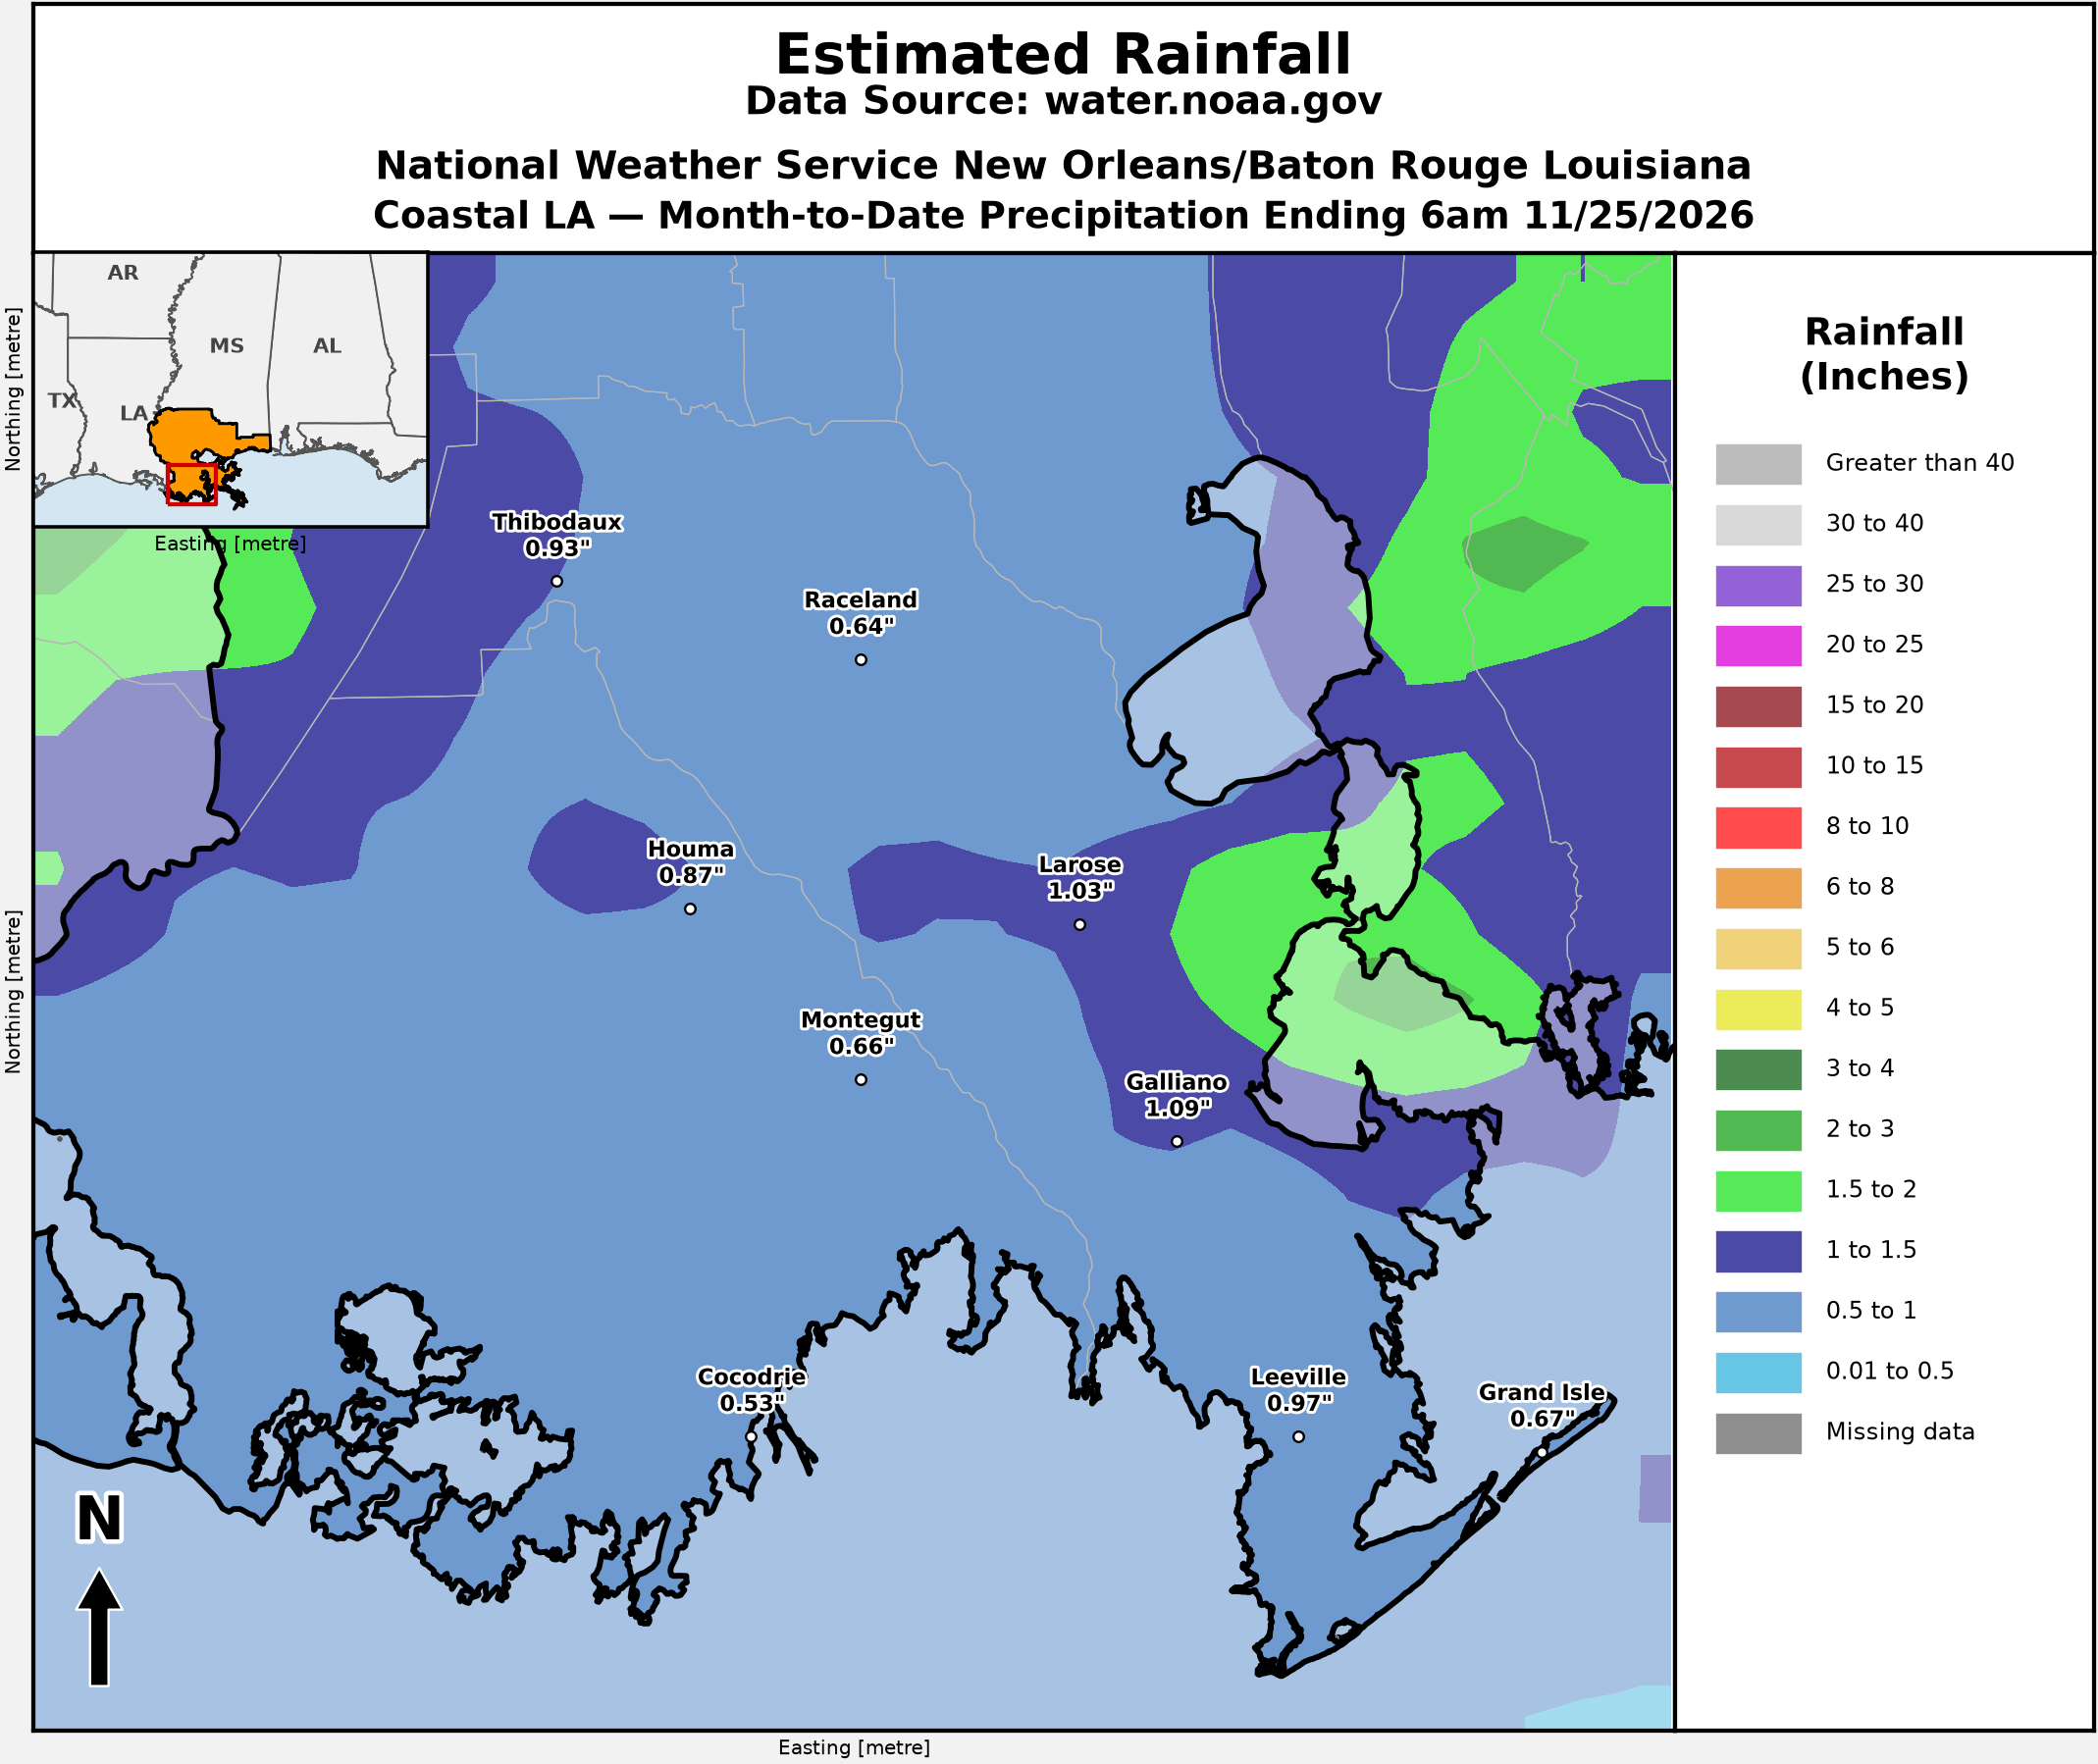 Estimated Rainfall
Data Source: water.noaa.gov
National Weather Service New Orleans/Baton Rouge Louisiana
Coastal LA — Month-to-Date Precipitation Ending 6am 11/25/2026
Northing [metre]
AR
MS
AL
TX
LA
Easting [metre]
Thibodaux
0.93"
Raceland
0.64"
Houma
0.87"
Larose
1.03"
Northing [metre]
Montegut
0.66"
Galliano
1.09"
Cocodrie
0.53"
Leeville
0.97"
Grand Isle
0.67"
N
Easting [metre]
Rainfall
(Inches)
Greater than 40
30 to 40
25 to 30
20 to 25
15 to 20
10 to 15
8 to 10
6 to 8
5 to 6
4 to 5
3 to 4
2 to 3
1.5 to 2
1 to 1.5
0.5 to 1
0.01 to 0.5
Missing data